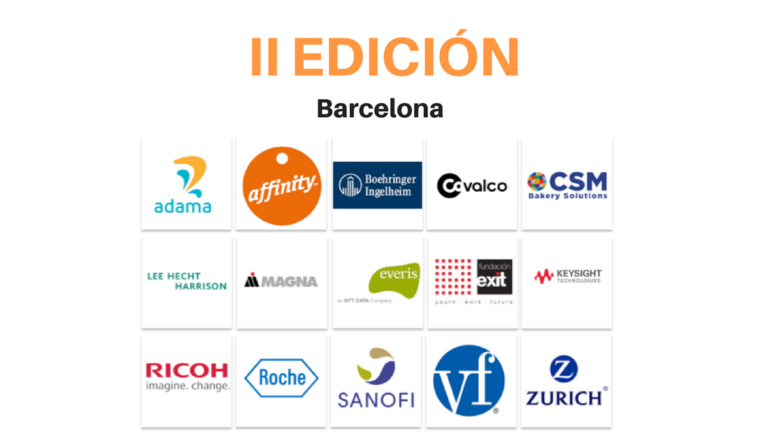 II EDICIÓN
Barcelona
adama
affinity
Boehringer
Ingelheim
Covalco
CSM
Bakery Solutions
LEE HECHT
HARRISON
MAGNA
everis
an NTT DATA Company
fundación
exit
youth · work · future
KEYSIGHT
TECHNOLOGIES
RICOH
imagine. change.
Roche
SANOFI
vf®
Z
ZURICH®